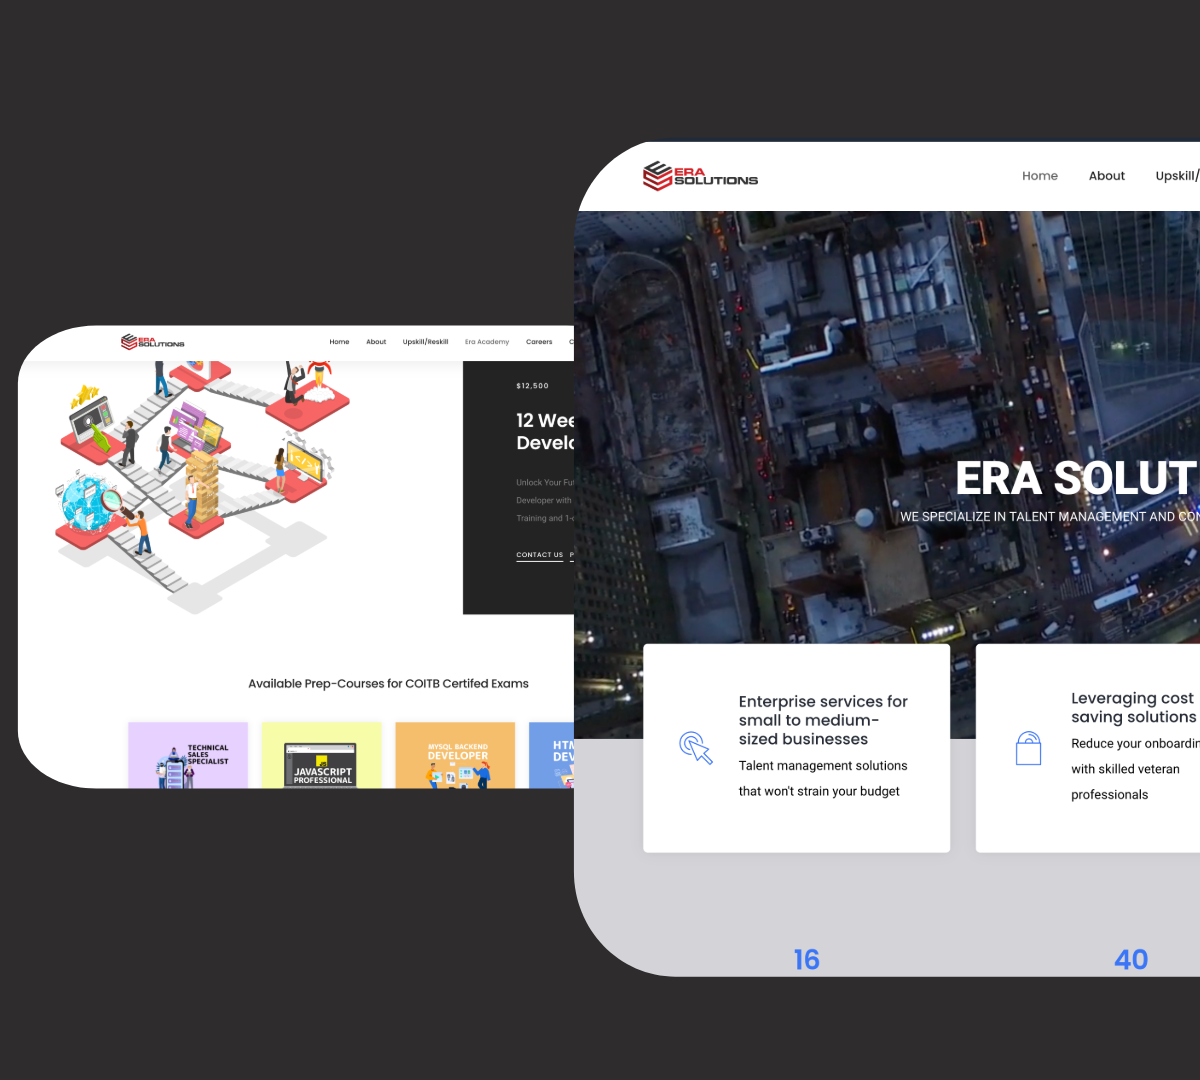 ERA
SOLUTIONS
Home About Upskill/Reskill Era Academy Careers C
$12,500
12 Wee
Develo
Unlock Your Fut
Developer with
Training and 1-o
CONTACT US P
Available Prep-Courses for COITB Certifed Exams
TECHNICAL
SALES
SPECIALIST
JAVASCRIPT
PROFESSIONAL
MYSQL BACKEND
DEVELOPER
HTM
DEV
ERA
SOLUTIONS
Home About Upskill/
ERA SOLUT
WE SPECIALIZE IN TALENT MANAGEMENT AND CON
Enterprise services for
small to medium-
sized businesses
Talent management solutions
that won't strain your budget
Leveraging cost
saving solutions
Reduce your onboardin
with skilled veteran
professionals
16
40